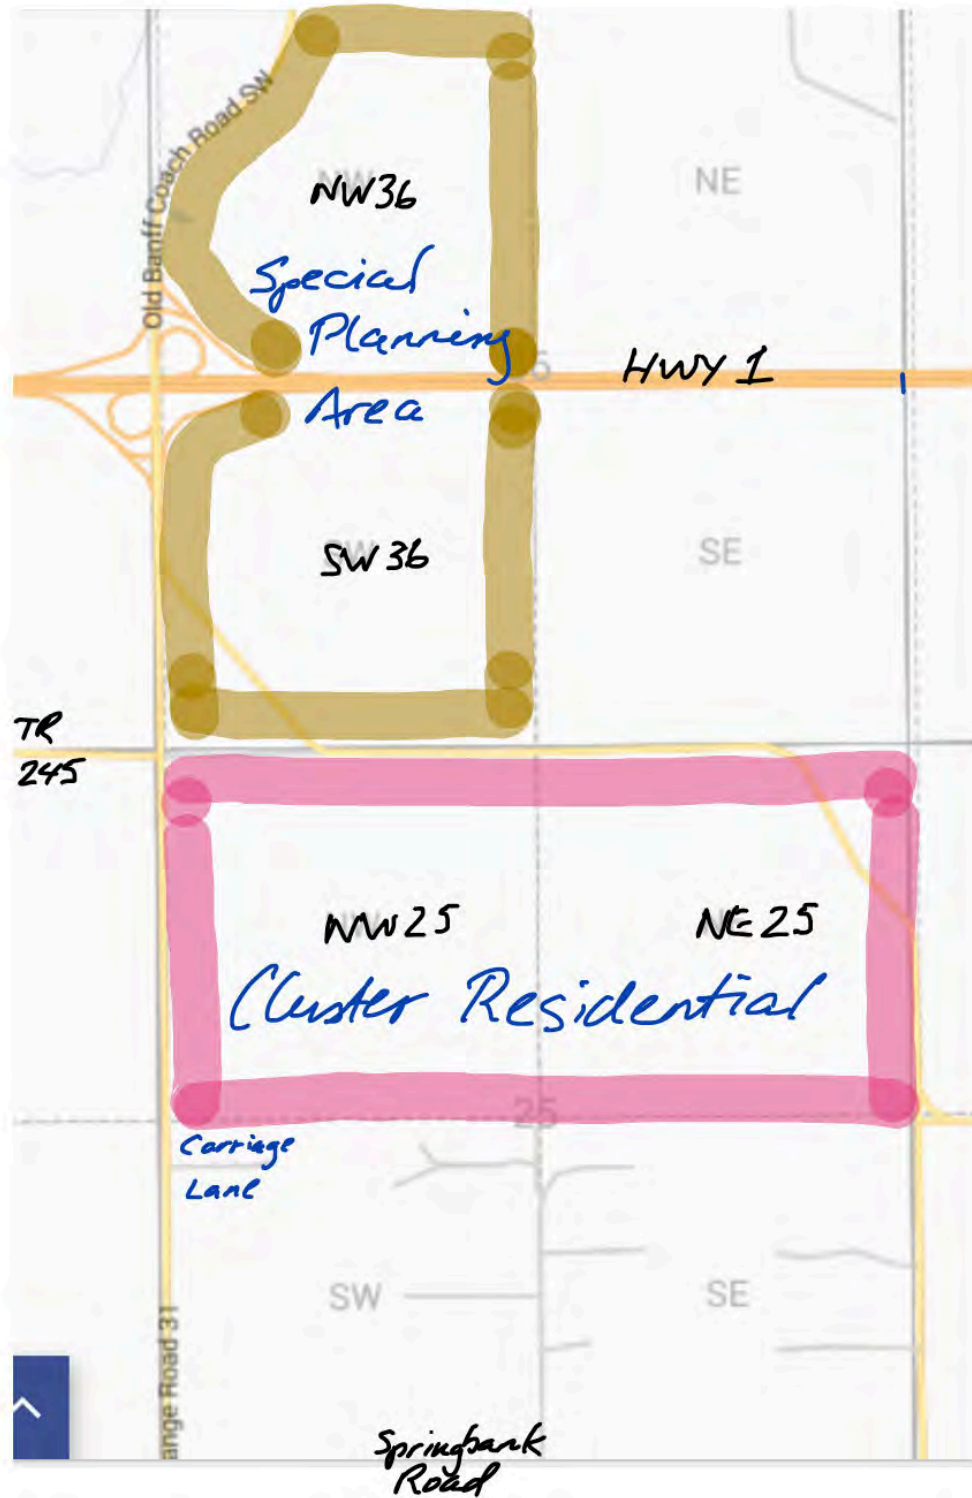 Old Banff Coach Road SW
NW36
NE
Special
Planning
HWY 1
Area
SW36
SE
TR
245
NW25
NE25
Cluster Residential
25
Carriage
Lane
SW
SE
ange Road 31
Springbank
Road